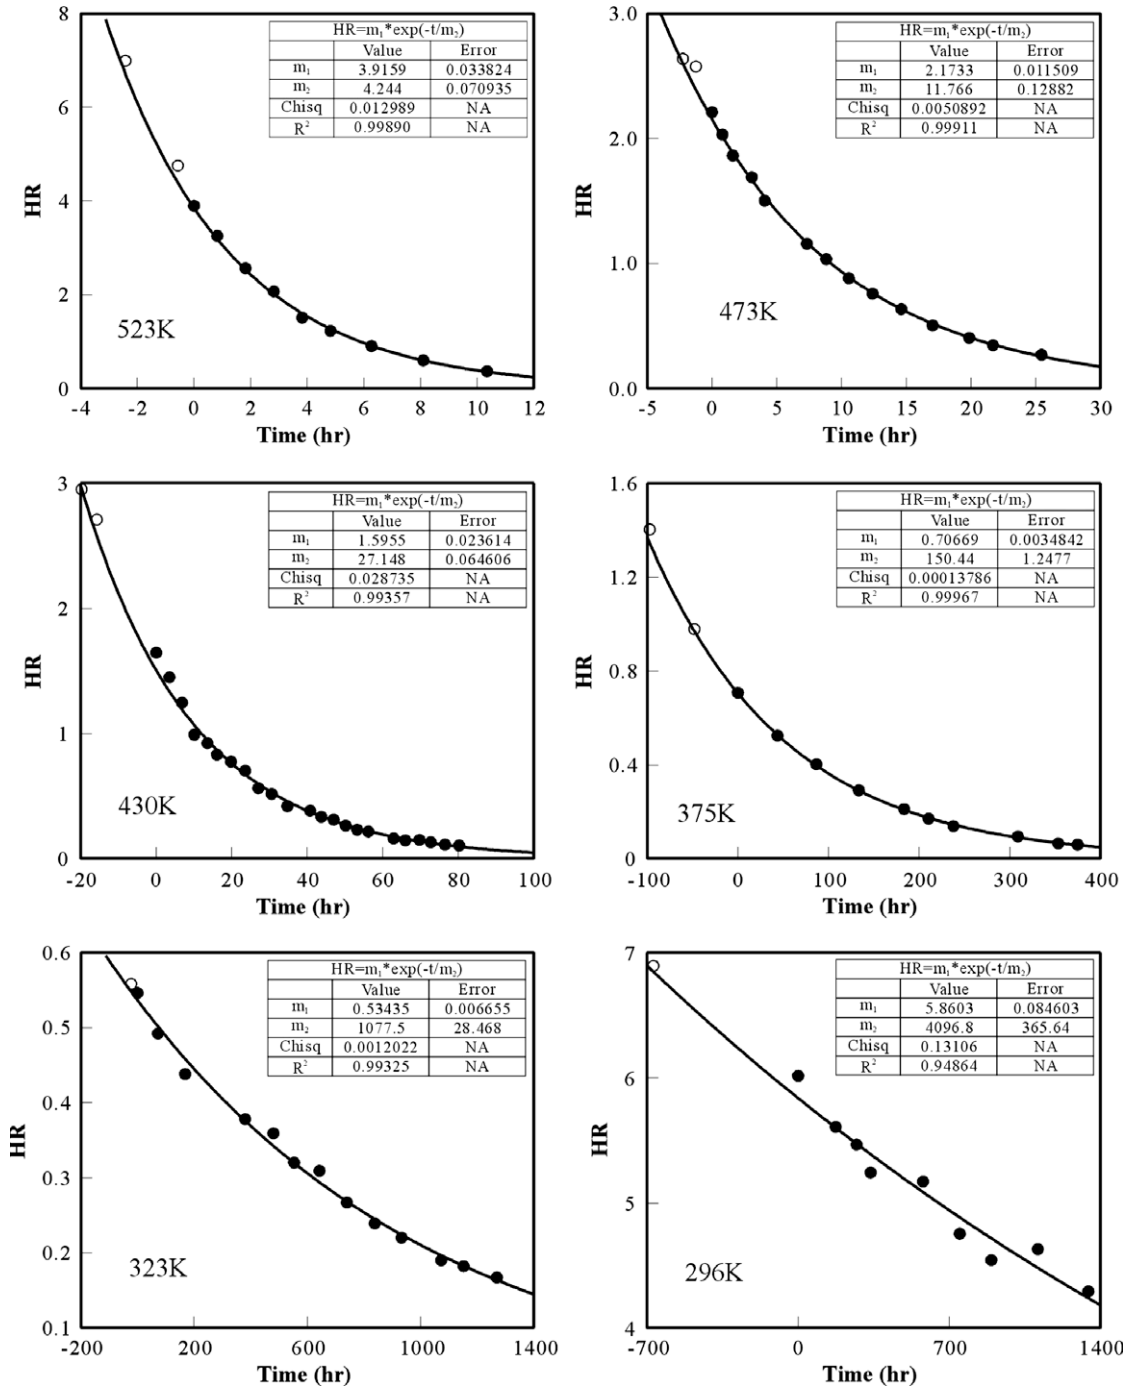 HR=m₁*exp(-t/m₂)
Value Error
m₁ 3.9159 0.033824
m₂ 4.244 0.070935
Chisq 0.012989 NA
R² 0.99890 NA
8
6
4
2
0
HR
523K
-4 -2 0 2 4 6 8 10 12
Time (hr)
HR=m₁*exp(-t/m₂)
Value Error
m₁ 2.1733 0.011509
m₂ 11.766 0.12882
Chisq 0.0050892 NA
R² 0.99911 NA
3.0
2.0
1.0
0.0
HR
473K
-5 0 5 10 15 20 25 30
Time (hr)
HR=m₁*exp(-t/m₂)
Value Error
m₁ 1.5955 0.023614
m₂ 27.148 0.064606
Chisq 0.028735 NA
R² 0.99357 NA
3
2
1
0
HR
430K
-20 0 20 40 60 80 100
Time (hr)
HR=m₁*exp(-t/m₂)
Value Error
m₁ 0.70669 0.0034842
m₂ 150.44 1.2477
Chisq 0.00013786 NA
R² 0.99967 NA
1.6
1.2
0.8
0.4
0
HR
375K
-100 0 100 200 300 400
Time (hr)
HR=m₁*exp(-t/m₂)
Value Error
m₁ 0.53435 0.006655
m₂ 1077.5 28.468
Chisq 0.0012022 NA
R² 0.99325 NA
0.6
0.5
0.4
0.3
0.2
0.1
HR
323K
-200 200 600 1000 1400
Time (hr)
HR=m₁*exp(-t/m₂)
Value Error
m₁ 5.8603 0.084603
m₂ 4096.8 365.64
Chisq 0.13106 NA
R² 0.94864 NA
7
6
5
4
HR
296K
-700 0 700 1400
Time (hr)